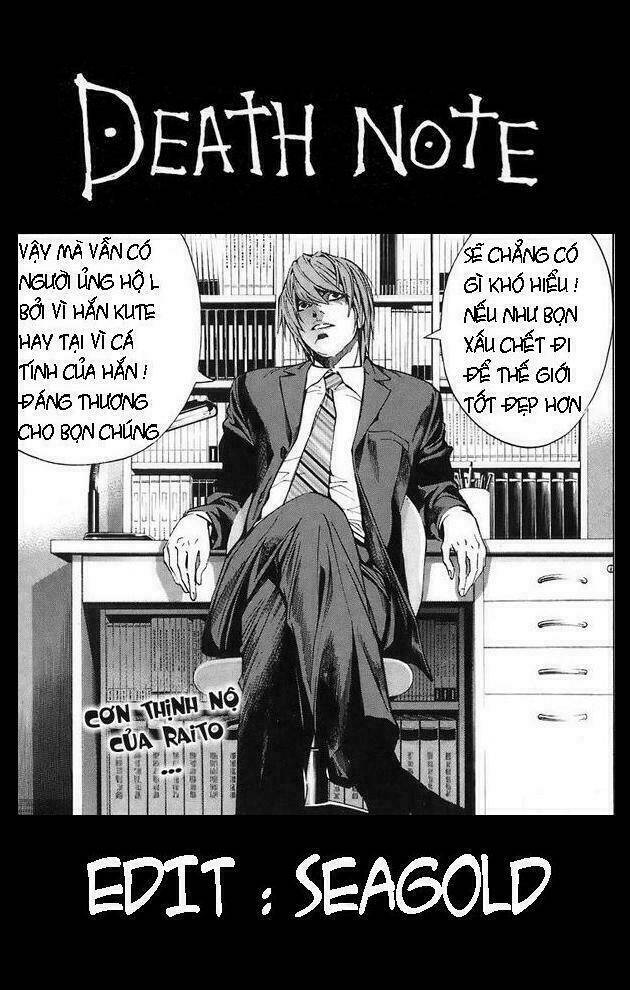 DEATH NOTE
SẼ CHẲNG CÓ
GÌ KHÓ HIỂU !
NẾU NHƯ BỌN
XẤU CHẾT ĐI
ĐỂ THẾ GIỚI
TỐT ĐẸP HƠN
VẬY MÀ VẪN CÓ
NGƯỜI ỦNG HỘ L
BỞI VÌ HẮN KUTE
HAY TẠI VÌ CÁ
TÍNH CỦA HẮN !
ĐÁNG THƯƠNG
CHO BỌN CHÚNG
CƠN THỊNH NỘ
CỦA RAITO
...
EDIT : SEAGOLD